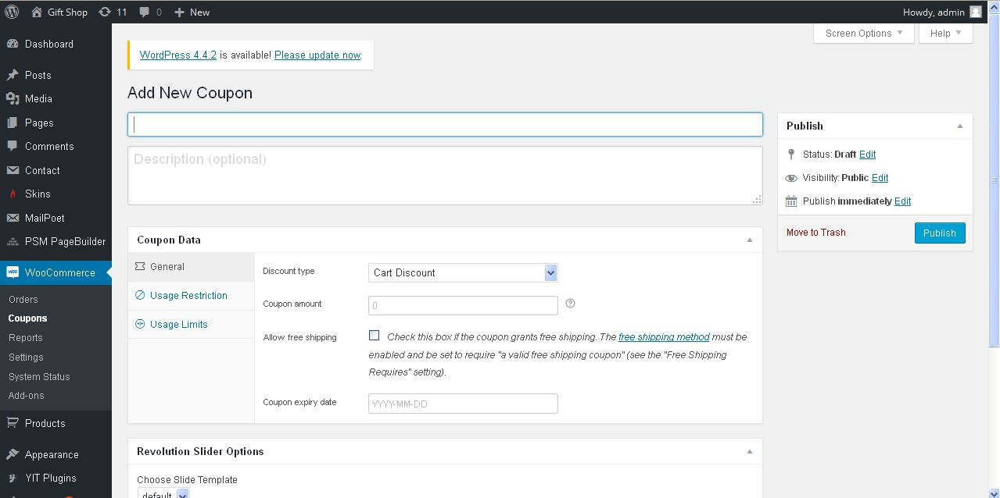 Gift Shop 11 0 New Howdy, admin
Screen Options Help
WordPress 4.4.2 is available! Please update now.
Dashboard
Posts
Media
Pages
Comments
Contact
Skins
MailPoet
PSM PageBuilder
WooCommerce
Orders
Coupons
Reports
Settings
System Status
Add-ons
Products
Appearance
YIT Plugins
Add New Coupon
Description (optional)
Coupon Data
General
Usage Restriction
Usage Limits
Discount type Cart Discount
Coupon amount 0
Allow free shipping Check this box if the coupon grants free shipping. The free shipping method must be
enabled and be set to require "a valid free shipping coupon" (see the "Free Shipping
Requires" setting).
Coupon expiry date YYYY-MM-DD
Revolution Slider Options
Choose Slide Template
default
Publish
Status: Draft Edit
Visibility: Public Edit
Publish immediately Edit
Move to Trash Publish